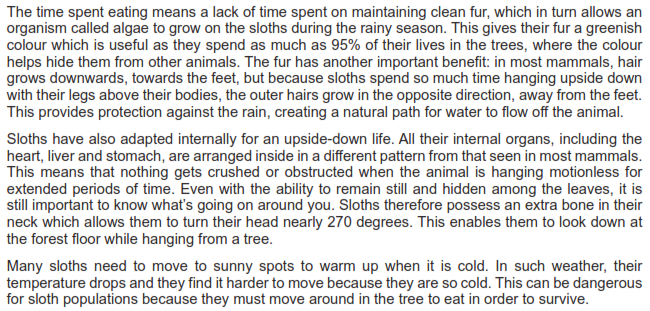 The time spent eating means a lack of time spent on maintaining clean fur, which in turn allows an
organism called algae to grow on the sloths during the rainy season. This gives their fur a greenish
colour which is useful as they spend as much as 95% of their lives in the trees, where the colour
helps hide them from other animals. The fur has another important benefit: in most mammals, hair
grows downwards, towards the feet, but because sloths spend so much time hanging upside down
with their legs above their bodies, the outer hairs grow in the opposite direction, away from the feet.
This provides protection against the rain, creating a natural path for water to flow off the animal.
Sloths have also adapted internally for an upside-down life. All their internal organs, including the
heart, liver and stomach, are arranged inside in a different pattern from that seen in most mammals.
This means that nothing gets crushed or obstructed when the animal is hanging motionless for
extended periods of time. Even with the ability to remain still and hidden among the leaves, it is
still important to know what's going on around you. Sloths therefore possess an extra bone in their
neck which allows them to turn their head nearly 270 degrees. This enables them to look down at
the forest floor while hanging from a tree.
Many sloths need to move to sunny spots to warm up when it is cold. In such weather, their
temperature drops and they find it harder to move because they are so cold. This can be dangerous
for sloth populations because they must move around in the tree to eat in order to survive.